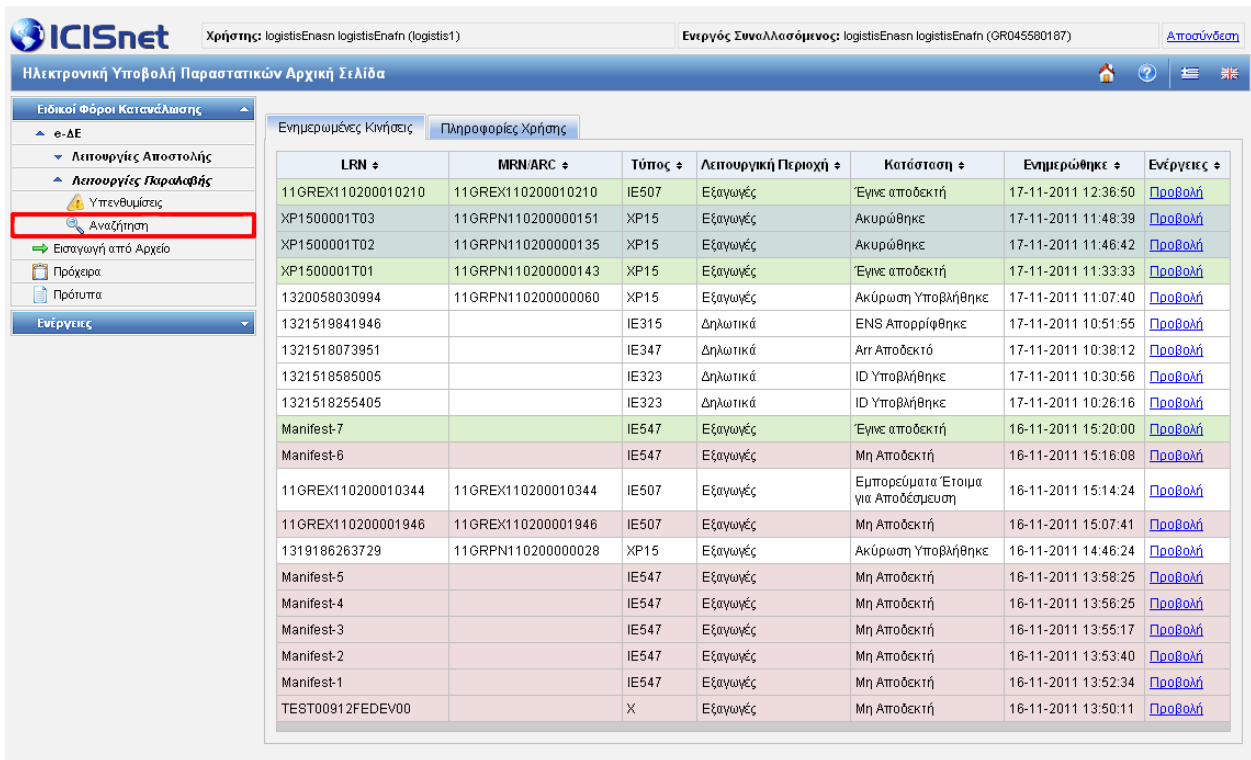 ICISnet
Χρήστης: logistisEnasn logistisEnafn (logistis1)
Ενεργός Συναλλασόμενος: logistisEnasn logistisEnafn (GR045580187)
Αποσύνδεση
Ηλεκτρονική Υποβολή Παραστατικών Αρχική Σελίδα
Ειδικοί Φόροι Κατανάλωσης
e-ΔΕ
Λειτουργίες Αποστολής
Λειτουργίες Παραλαβής
Υπενθυμίσεις
Αναζήτηση
Εισαγωγή από Αρχείο
Πρόχειρα
Πρότυπα
Ενέργειες
Ενημερωμένες Κινήσεις Πληροφορίες Χρήσης
LRN MRN/ARC Τύπος Λειτουργική Περιοχή Κατάσταση Ενημερώθηκε Ενέργειες
11GREX110200010210 11GREX110200010210 IE507 Εξαγωγές Έγινε αποδεκτή 17-11-2011 12:36:50 Προβολή
XP1500001T03 11GRPN110200000151 XP15 Εξαγωγές Ακυρώθηκε 17-11-2011 11:48:39 Προβολή
XP1500001T02 11GRPN110200000135 XP15 Εξαγωγές Ακυρώθηκε 17-11-2011 11:46:42 Προβολή
XP1500001T01 11GRPN110200000143 XP15 Εξαγωγές Έγινε αποδεκτή 17-11-2011 11:33:33 Προβολή
1320058030994 11GRPN110200000060 XP15 Εξαγωγές Ακύρωση Υποβλήθηκε 17-11-2011 11:07:40 Προβολή
1321519841946 IE315 Δηλωτικά ENS Απορρίφθηκε 17-11-2011 10:51:55 Προβολή
1321518073951 IE347 Δηλωτικά Arr Αποδεκτό 17-11-2011 10:38:12 Προβολή
1321518585005 IE323 Δηλωτικά ID Υποβλήθηκε 17-11-2011 10:30:56 Προβολή
1321518255405 IE323 Δηλωτικά ID Υποβλήθηκε 17-11-2011 10:26:16 Προβολή
Manifest-7 IE547 Εξαγωγές Έγινε αποδεκτή 16-11-2011 15:20:00 Προβολή
Manifest-6 IE547 Εξαγωγές Μη Αποδεκτή 16-11-2011 15:16:08 Προβολή
11GREX110200010344 11GREX110200010344 IE507 Εξαγωγές Εμπορεύματα Έτοιμα
για Αποδέσμευση 16-11-2011 15:14:24 Προβολή
11GREX110200001946 11GREX110200001946 IE507 Εξαγωγές Μη Αποδεκτή 16-11-2011 15:07:41 Προβολή
1319186263729 11GRPN110200000028 XP15 Εξαγωγές Ακύρωση Υποβλήθηκε 16-11-2011 14:46:24 Προβολή
Manifest-5 IE547 Εξαγωγές Μη Αποδεκτή 16-11-2011 13:58:25 Προβολή
Manifest-4 IE547 Εξαγωγές Μη Αποδεκτή 16-11-2011 13:56:25 Προβολή
Manifest-3 IE547 Εξαγωγές Μη Αποδεκτή 16-11-2011 13:55:17 Προβολή
Manifest-2 IE547 Εξαγωγές Μη Αποδεκτή 16-11-2011 13:53:40 Προβολή
Manifest-1 IE547 Εξαγωγές Μη Αποδεκτή 16-11-2011 13:52:34 Προβολή
TEST00912FEDEV00 X Εξαγωγές Μη Αποδεκτή 16-11-2011 13:50:11 Προβολή